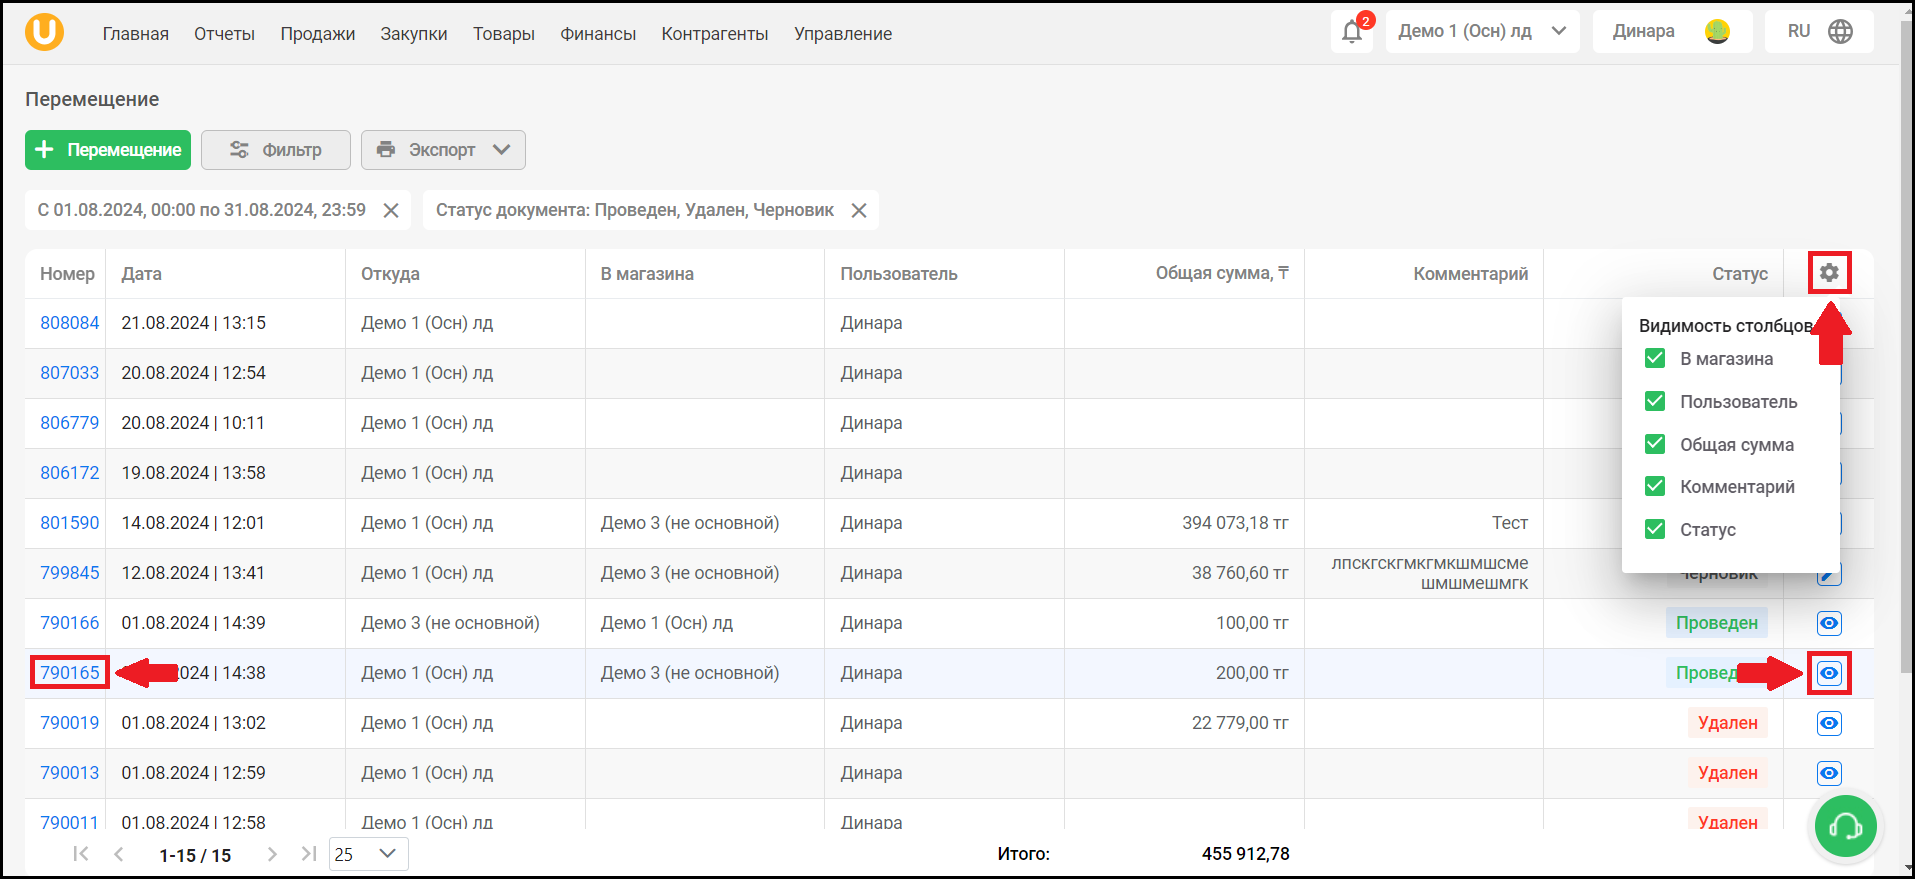 U Главная Отчеты Продажи Закупки Товары Финансы Контрагенты Управление 2 Демо 1 (Осн) лд Динара RU
Перемещение
Перемещение Фильтр Экспорт
С 01.08.2024, 00:00 по 31.08.2024, 23:59 Статус документа: Проведен, Удален, Черновик
Номер Дата Откуда В магазина Пользователь Общая сумма, ₸ Комментарий Статус
808084 21.08.2024 | 13:15 Демо 1 (Осн) лд Динара
807033 20.08.2024 | 12:54 Демо 1 (Осн) лд Динара
806779 20.08.2024 | 10:11 Демо 1 (Осн) лд Динара
806172 19.08.2024 | 13:58 Демо 1 (Осн) лд Динара
801590 14.08.2024 | 12:01 Демо 1 (Осн) лд Демо 3 (не основной) Динара 394 073,18 тг Тест
799845 12.08.2024 | 13:41 Демо 1 (Осн) лд Демо 3 (не основной) Динара 38 760,60 тг лпскгскгмкгмкшмшсме
шмшмешмгк Черновик
790166 01.08.2024 | 14:39 Демо 3 (не основной) Демо 1 (Осн) лд Динара 100,00 тг Проведен
790165 2024 | 14:38 Демо 1 (Осн) лд Демо 3 (не основной) Динара 200,00 тг Провед
790019 01.08.2024 | 13:02 Демо 1 (Осн) лд Динара 22 779,00 тг Удален
790013 01.08.2024 | 12:59 Демо 1 (Осн) лд Динара Удален
790011 01.08.2024 | 12:58 Демо 1 (Осн) лд Динара Удален
Видимость столбцов
В магазина
Пользователь
Общая сумма
Комментарий
Статус
1-15 / 15 25 Итого: 455 912,78